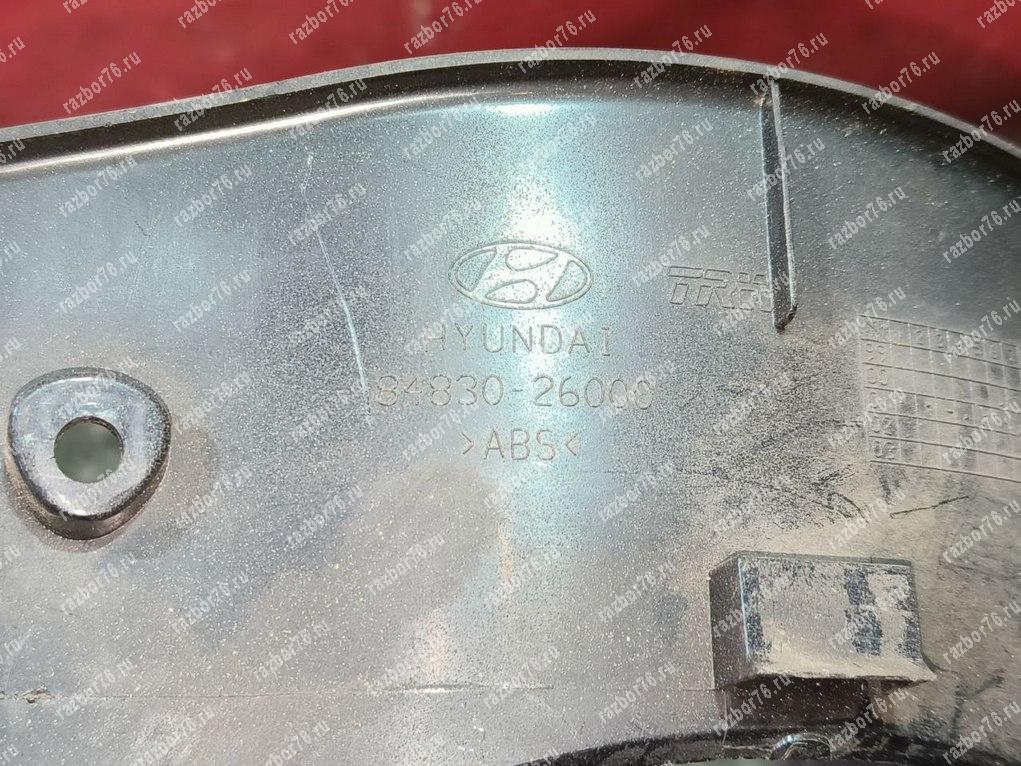 HYUNDAI
84830-26000
>ABS<
razbor76.ru